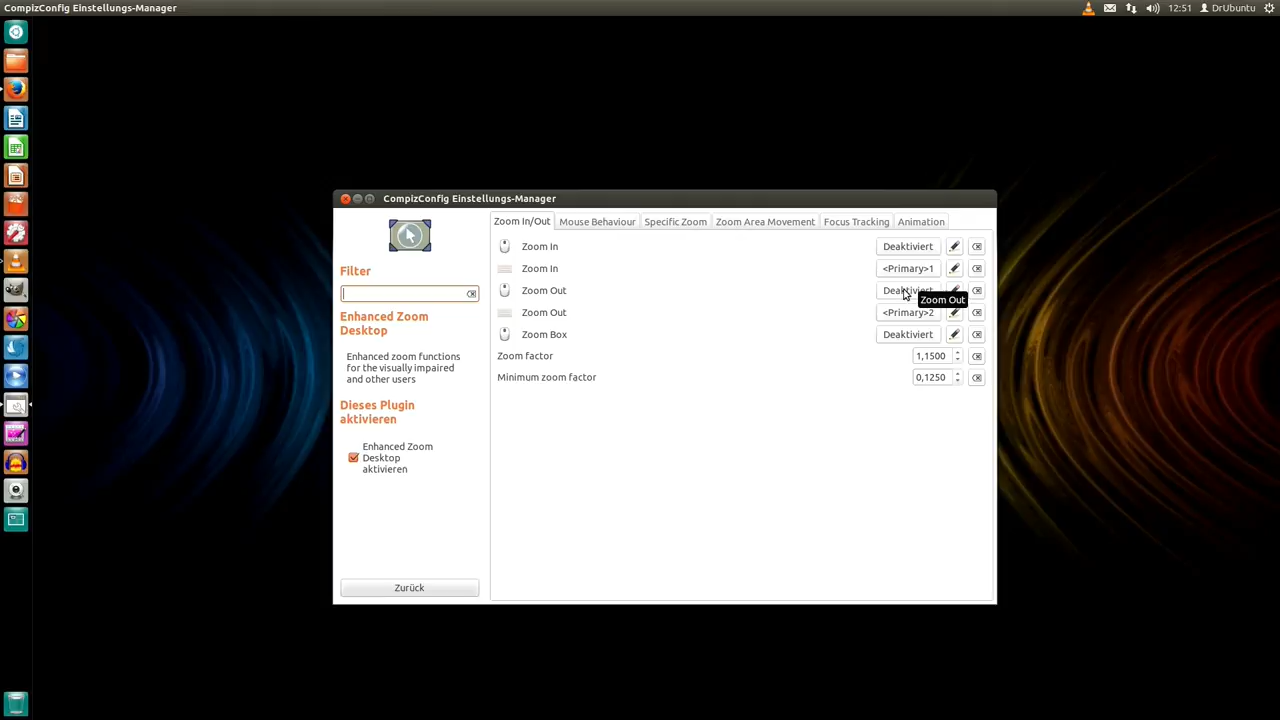 CompizConfig Einstellungs-Manager
12:51 DrUbuntu
CompizConfig Einstellungs-Manager
Zoom In/Out Mouse Behaviour Specific Zoom Zoom Area Movement Focus Tracking Animation
Filter
Enhanced Zoom
Desktop
Enhanced zoom functions
for the visually impaired
and other users
Dieses Plugin
aktivieren
Enhanced Zoom
Desktop
aktivieren
Zurück
Zoom In Deaktiviert
Zoom In <Primary>1
Zoom Out Deaktiviert
Zoom Out
Zoom Out <Primary>2
Zoom Box Deaktiviert
Zoom factor 1,1500
Minimum zoom factor 0,1250